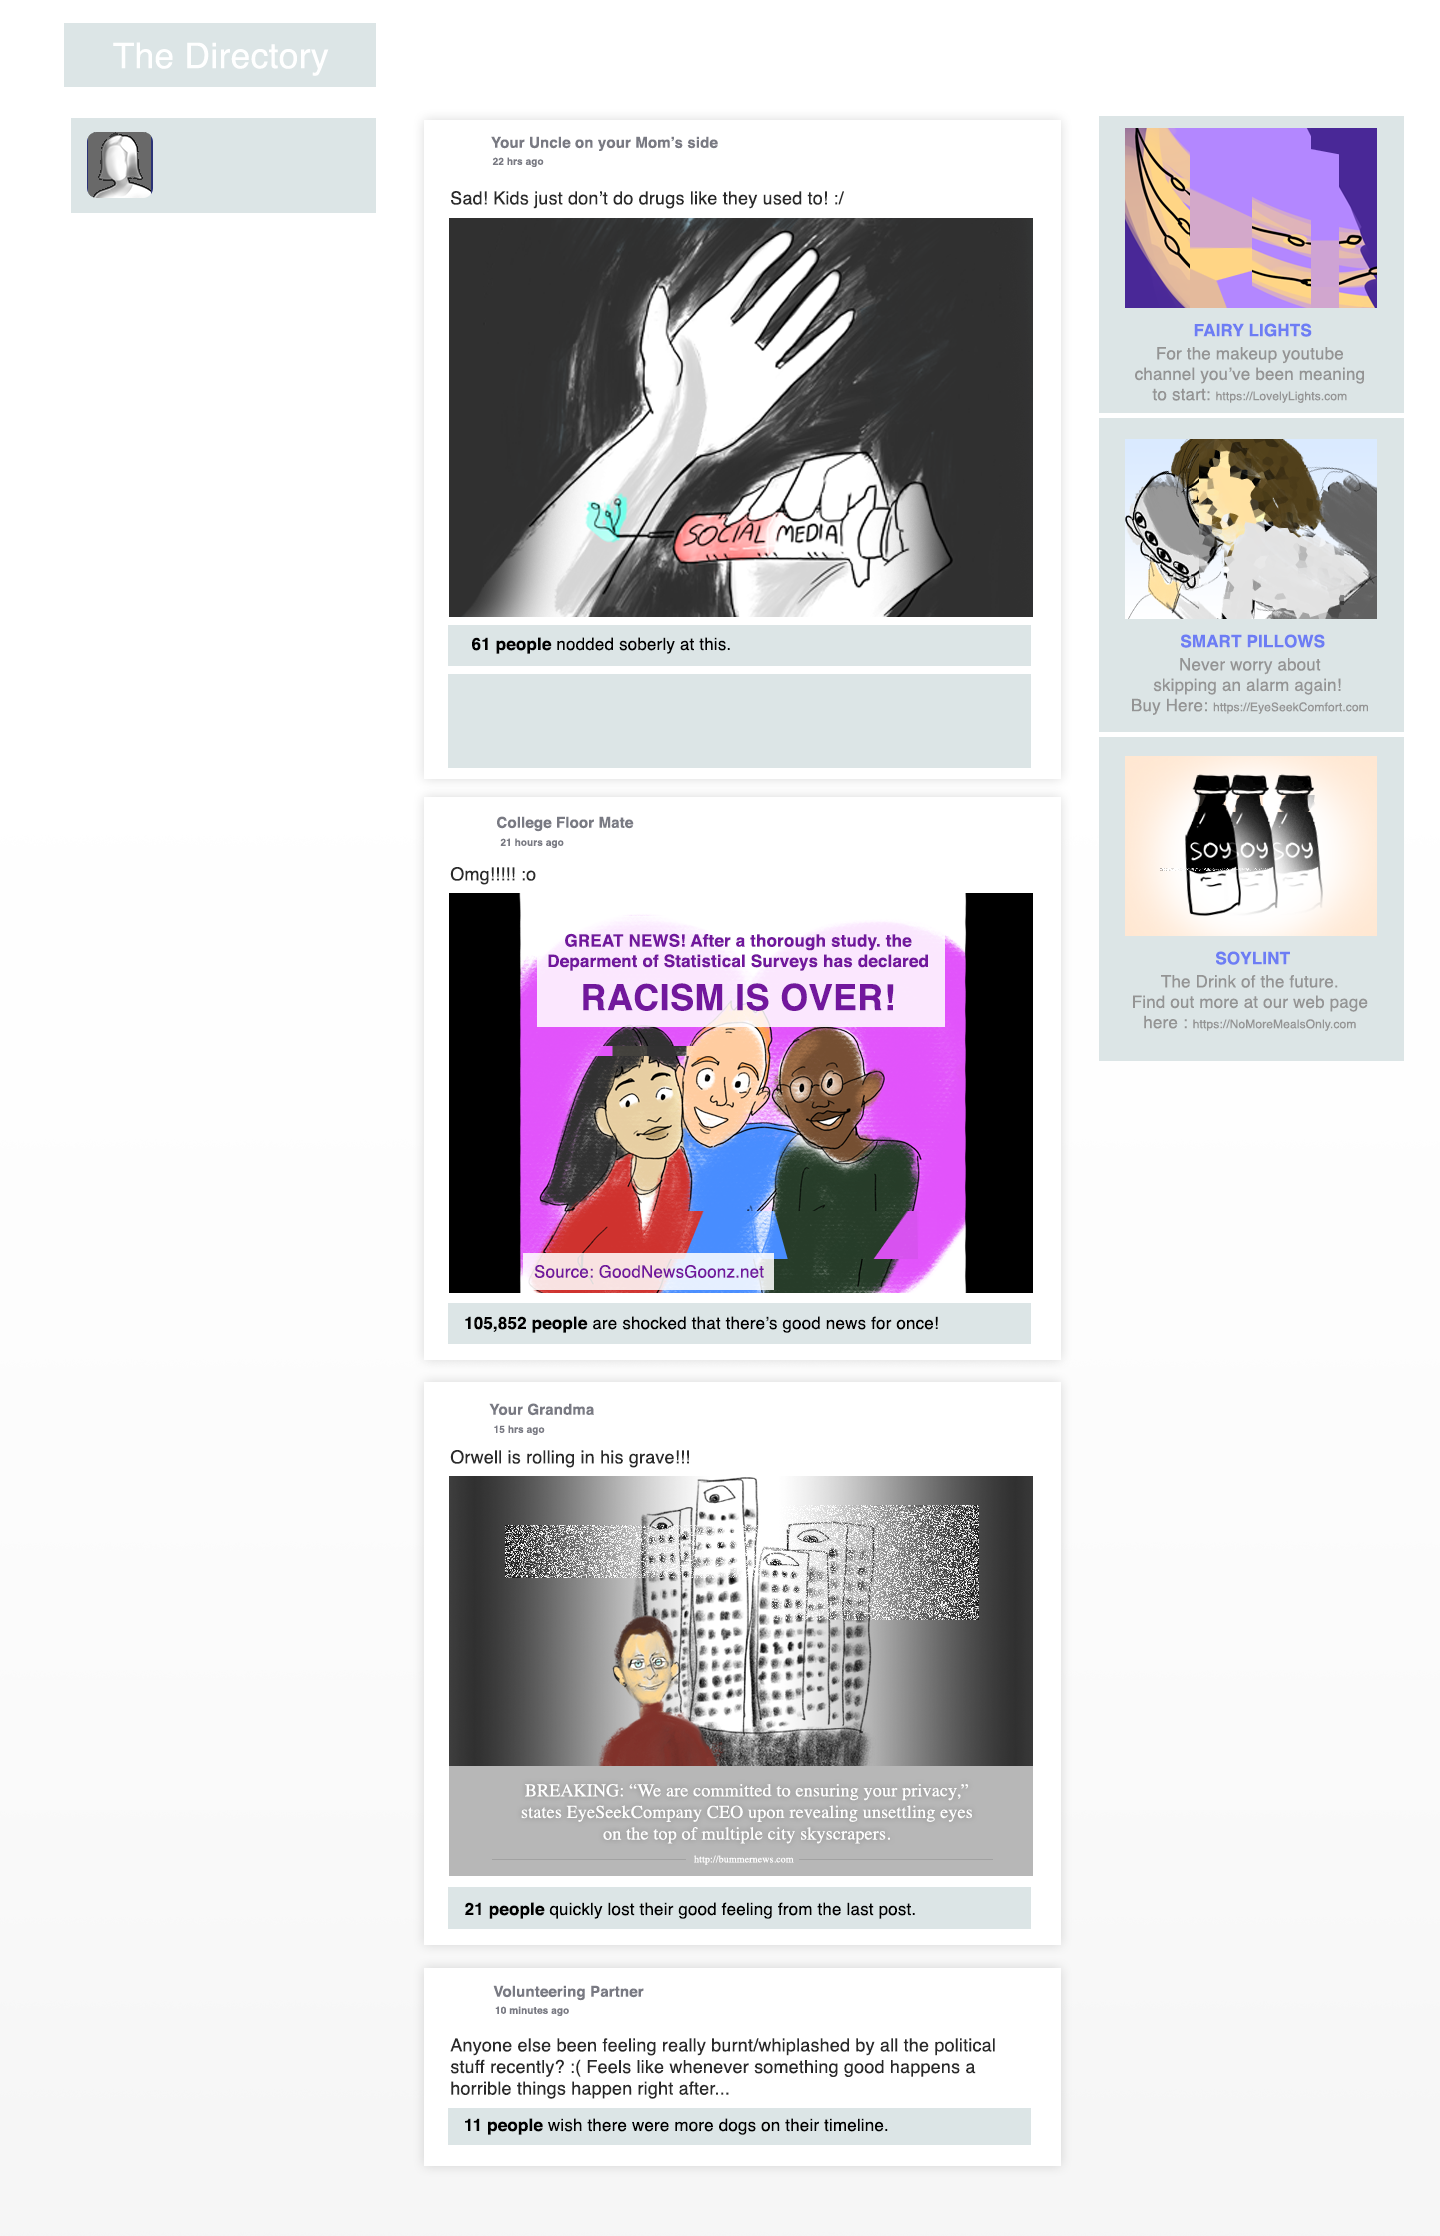 The Directory
Your Uncle on your Mom’s side
22 hrs ago
Sad! Kids just don’t do drugs like they used to! :/
SOCIAL MEDIA
61 people nodded soberly at this.
College Floor Mate
21 hours ago
Omg!!!!! :o
GREAT NEWS! After a thorough study. the
Deparment of Statistical Surveys has declared
RACISM IS OVER!
Source: GoodNewsGoonz.net
105,852 people are shocked that there’s good news for once!
Your Grandma
15 hrs ago
Orwell is rolling in his grave!!!
BREAKING: “We are committed to ensuring your privacy,”
states EyeSeekCompany CEO upon revealing unsettling eyes
on the top of multiple city skyscrapers.
http://bummernews.com
21 people quickly lost their good feeling from the last post.
Volunteering Partner
10 minutes ago
Anyone else been feeling really burnt/whiplashed by all the political
stuff recently? :( Feels like whenever something good happens a
horrible things happen right after...
11 people wish there were more dogs on their timeline.
FAIRY LIGHTS
For the makeup youtube
channel you’ve been meaning
to start: https://LovelyLights.com
SMART PILLOWS
Never worry about
skipping an alarm again!
Buy Here: https://EyeSeekComfort.com
SOY OY SOY
SOYLINT
The Drink of the future.
Find out more at our web page
here : https://NoMoreMealsOnly.com